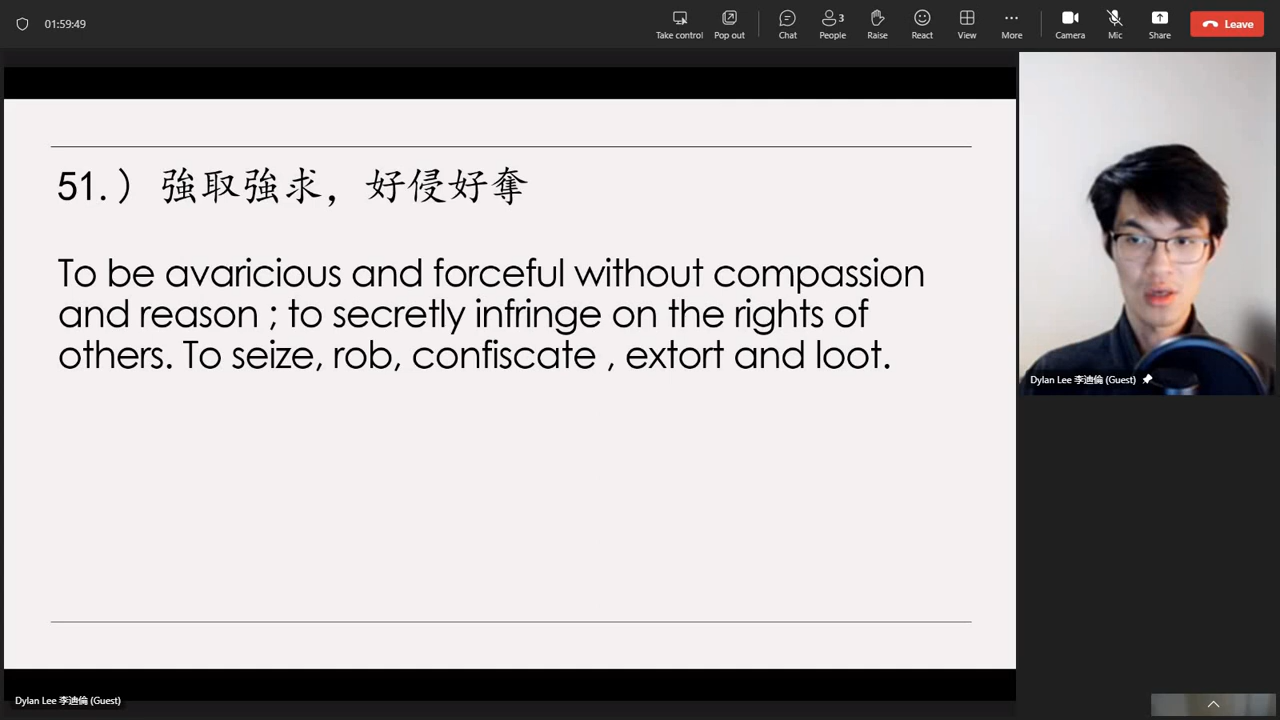 01:59:49
Take control
Pop out
Chat
3
People
Raise
React
View
More
Camera
Mic
Share
Leave
51.）強取強求，好侵好奪
To be avaricious and forceful without compassion
and reason ; to secretly infringe on the rights of
others. To seize, rob, confiscate , extort and loot.
Dylan Lee 李迪倫 (Guest)
Dylan Lee 李迪倫 (Guest)